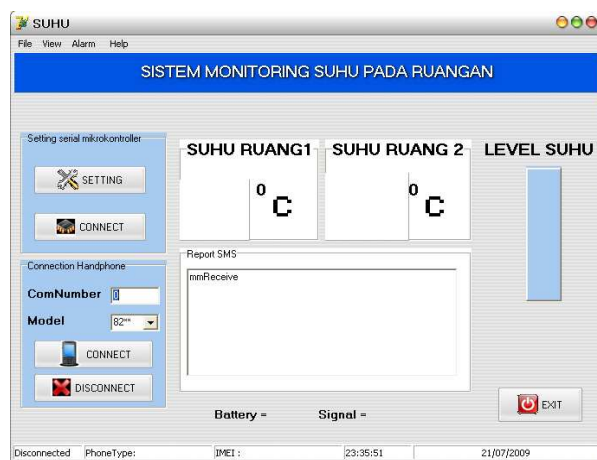 SUHU
File View Alarm Help
SISTEM MONITORING SUHU PADA RUANGAN
Setting serial mikrokontroller
SETTING
CONNECT
SUHU RUANG1
0 C
SUHU RUANG 2
0 C
LEVEL SUHU
Connection Handphone
ComNumber 0
Model 82**
CONNECT
DISCONNECT
Report SMS
mmReceive
Battery = Signal =
EXIT
Disconnected PhoneType: IMEI : 23:35:51 21/07/2009